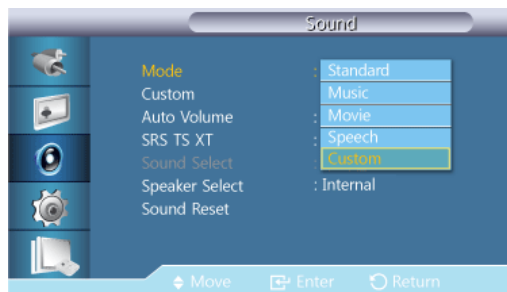 Sound
Mode : Standard
Custom Music
Auto Volume : Movie
SRS TS XT : Speech
Sound Select : Custom
Speaker Select : Internal
Sound Reset
Move Enter Return